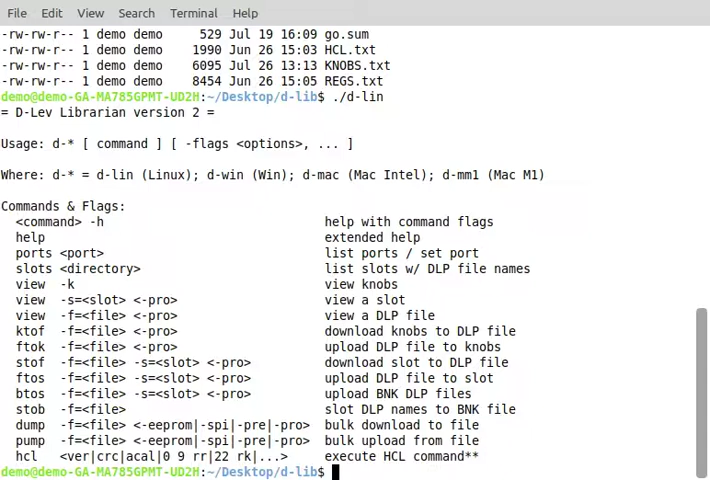 File Edit View Search Terminal Help
-rw-rw-r-- 1 demo demo 529 Jul 19 16:09 go.sum
-rw-rw-r-- 1 demo demo 1990 Jun 26 15:03 HCL.txt
-rw-rw-r-- 1 demo demo 6095 Jun 26 13:13 KNOBS.txt
-rw-rw-r-- 1 demo demo 8454 Jun 26 15:05 REGS.txt
demo@demo-GA-MA785GPMT-UD2H:~/Desktop/d-lib$ ./d-lin
= D-Lev Librarian version 2 =
Usage: d-* [ command ] [ -flags <options>, ... ]
Where: d-* = d-lin (Linux); d-win (Win); d-mac (Mac Intel); d-mm1 (Mac M1)
Commands & Flags:
<command> -h help with command flags
help extended help
ports <port> list ports / set port
slots <directory> list slots w/ DLP file names
view -k view knobs
view -s=<slot> <-pro> view a slot
view -f=<file> <-pro> view a DLP file
ktof -f=<file> <-pro> download knobs to DLP file
ftok -f=<file> <-pro> upload DLP file to knobs
stof -f=<file> -s=<slot> <-pro> download slot to DLP file
ftos -f=<file> -s=<slot> <-pro> upload DLP file to slot
btos -f=<file> -s=<slot> <-pro> upload BNK DLP files
stob -f=<file> slot DLP names to BNK file
dump -f=<file> <-eeprom|-spi|-pre|-pro> bulk download to file
pump -f=<file> <-eeprom|-spi|-pre|-pro> bulk upload from file
hcl <ver|crc|acal|0 9 rr|22 rk|...> execute HCL command**
demo@demo-GA-MA785GPMT-UD2H:~/Desktop/d-lib$